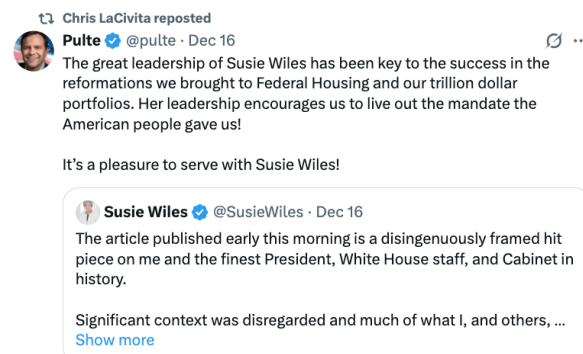 Chris LaCivita reposted
Pulte @pulte · Dec 16
The great leadership of Susie Wiles has been key to the success in the
reformations we brought to Federal Housing and our trillion dollar
portfolios. Her leadership encourages us to live out the mandate the
American people gave us!
It’s a pleasure to serve with Susie Wiles!
Susie Wiles @SusieWiles · Dec 16
The article published early this morning is a disingenuously framed hit
piece on me and the finest President, White House staff, and Cabinet in
history.
Significant context was disregarded and much of what I, and others, ...
Show more